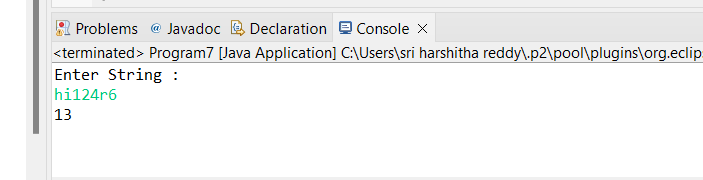 Problems @ Javadoc Declaration Console
<terminated> Program7 [Java Application] C:\Users\sri harshitha reddy\.p2\pool\plugins\org.eclips
Enter String :
hi124r6
13